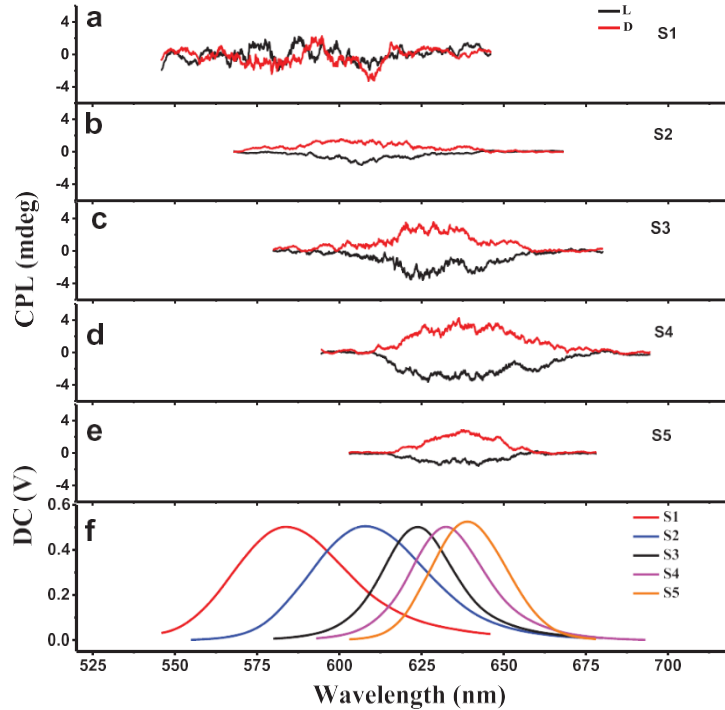 a
L
D
S1
4
0
-4
b
S2
4
0
-4
c
S3
4
0
-4
CPL (mdeg)
d
S4
4
0
-4
e
S5
4
0
-4
DC (V)
f
0.6
0.4
0.2
0.0
S1
S2
S3
S4
S5
525 550 575 600 625 650 675 700
Wavelength (nm)